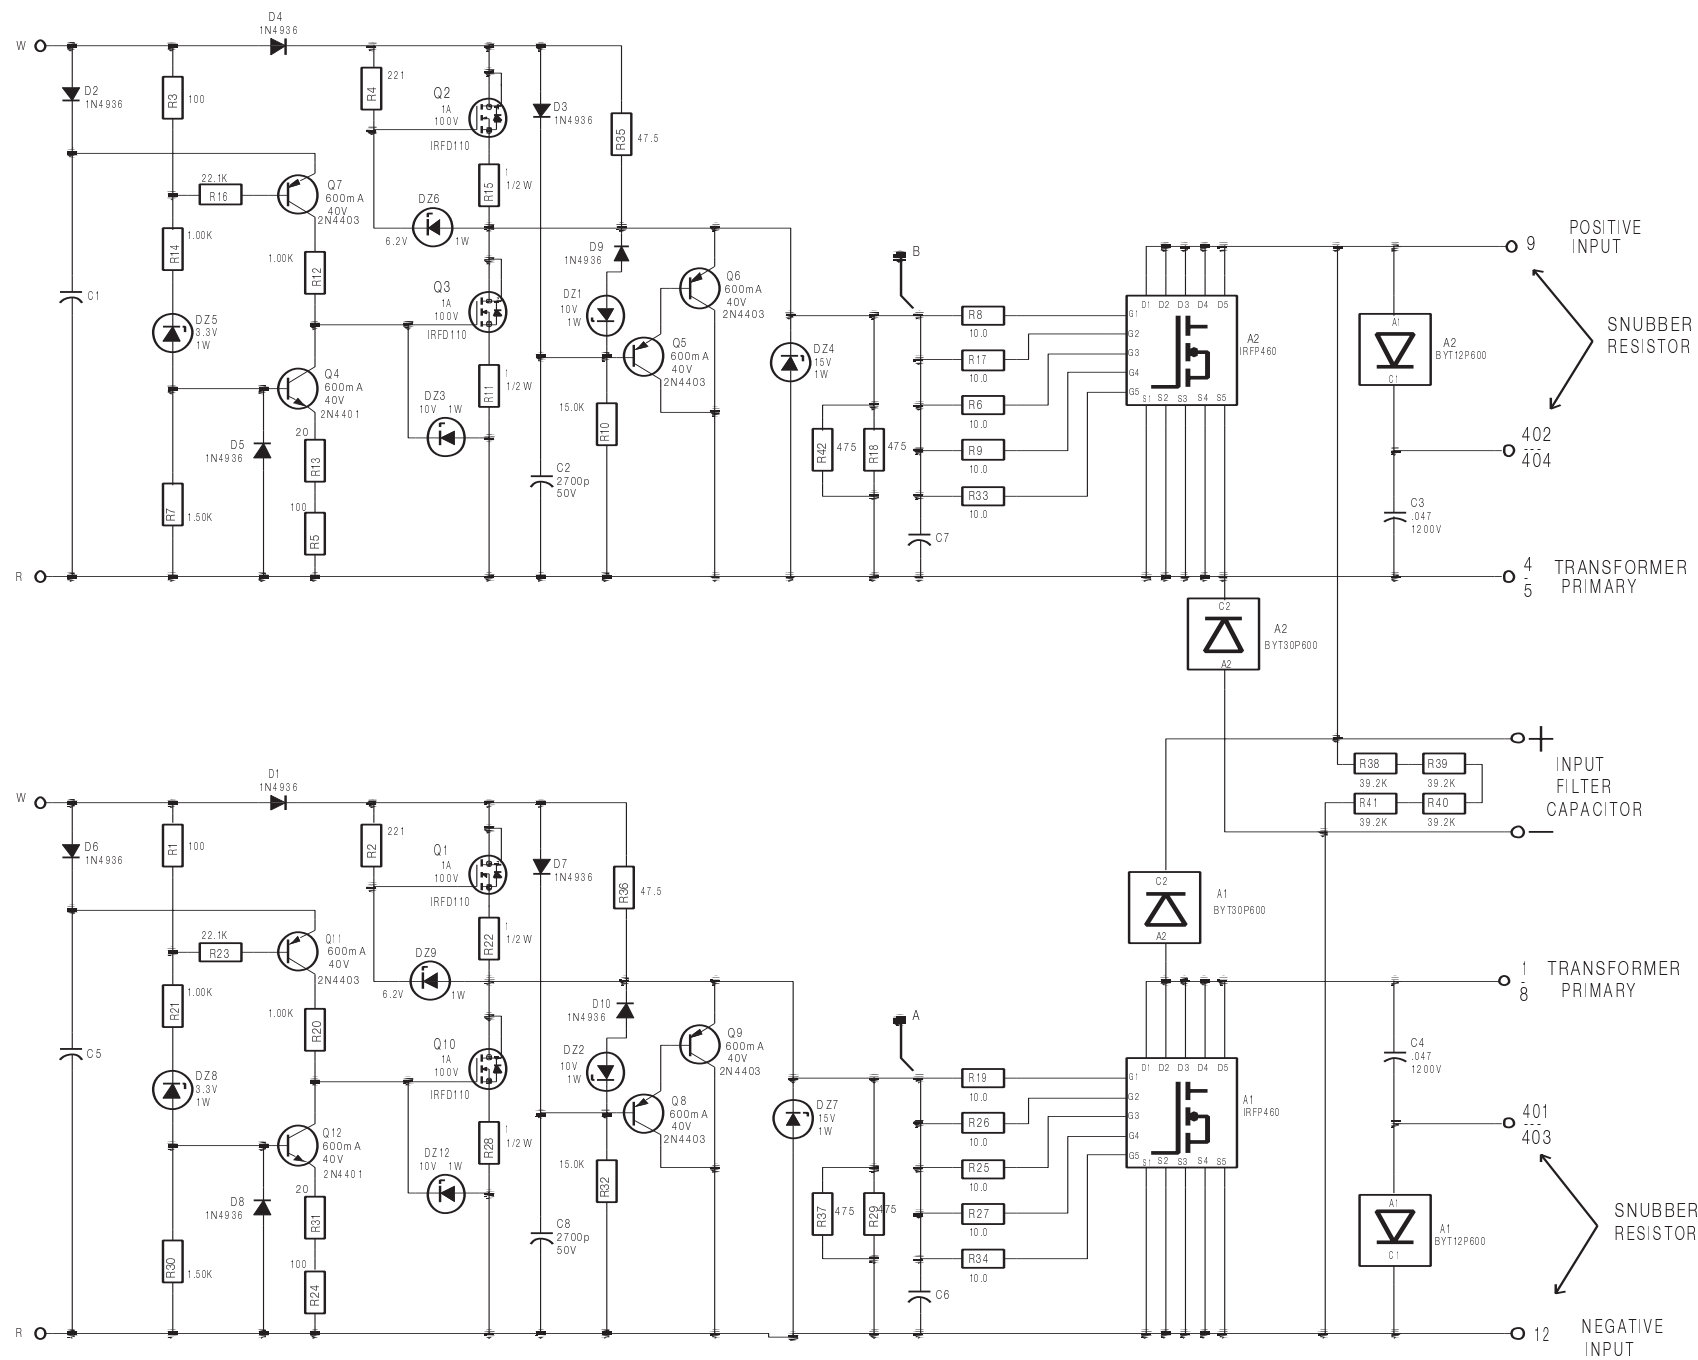 D4
1N4936
W
D2
1N4936
R3
100
R4
221
Q2
1A
100V
IRFD110
D3
1N4936
R35
47.5
22.1K
R16
Q7
600mA
40V
2N4403
R15
1
1/2W
DZ6
6.2V
1W
R14
1.00K
1.00K
R12
D9
1N4936
Q6
600mA
40V
2N4403
B
C1
DZ5
3.3V
1W
Q3
1A
100V
IRFD110
DZ1
10V
1W
Q5
600mA
40V
2N4403
DZ4
15V
1W
Q4
600mA
40V
2N4401
R11
1
1/2W
DZ3
10V 1W
15.0K
R10
D5
1N4936
20
R13
R7
1.50K
100
R5
C2
2700p
50V
R42
475
R18
475
C7
R8
10.0
R17
10.0
R6
10.0
R9
10.0
R33
10.0
D1 D2 D3 D4 D5
G1
G2
G3
G4
G5
S1 S2 S3 S4 S5
A2
IRFP460
A1
C1
A2
BYT12P600
C3
.047
1200V
9
POSITIVE
INPUT
SNUBBER
RESISTOR
402
---
404
R
4
-
5
TRANSFORMER
PRIMARY
C2
A2
A2
BYT30P600
+
INPUT
FILTER
CAPACITOR
—
R38
39.2K
R39
39.2K
R41
39.2K
R40
39.2K
D1
1N4936
W
D6
1N4936
R1
100
R2
221
Q1
1A
100V
IRFD110
D7
1N4936
R36
47.5
C2
A2
A1
BYT30P600
22.1K
R23
Q11
600mA
40V
2N4403
R22
1
1/2W
DZ9
6.2V
1W
R21
1.00K
1.00K
R20
D10
1N4936
Q9
600mA
40V
2N4403
A
1
-
8
TRANSFORMER
PRIMARY
C5
DZ8
3.3V
1W
Q10
1A
100V
IRFD110
DZ2
10V
1W
Q8
600mA
40V
2N4403
DZ7
15V
1W
Q12
600mA
40V
2N4401
R28
1
1/2W
DZ12
10V 1W
15.0K
R32
D8
1N4936
20
R31
R30
1.50K
100
R24
C8
2700p
50V
R37
475
R29
475
C6
R19
10.0
R26
10.0
R25
10.0
R27
10.0
R34
10.0
D1 D2 D3 D4 D5
G1
G2
G3
G4
G5
S1 S2 S3 S4 S5
A1
IRFP460
C4
.047
1200V
401
---
403
A1
C1
A1
BYT12P600
SNUBBER
RESISTOR
R
12
NEGATIVE
INPUT